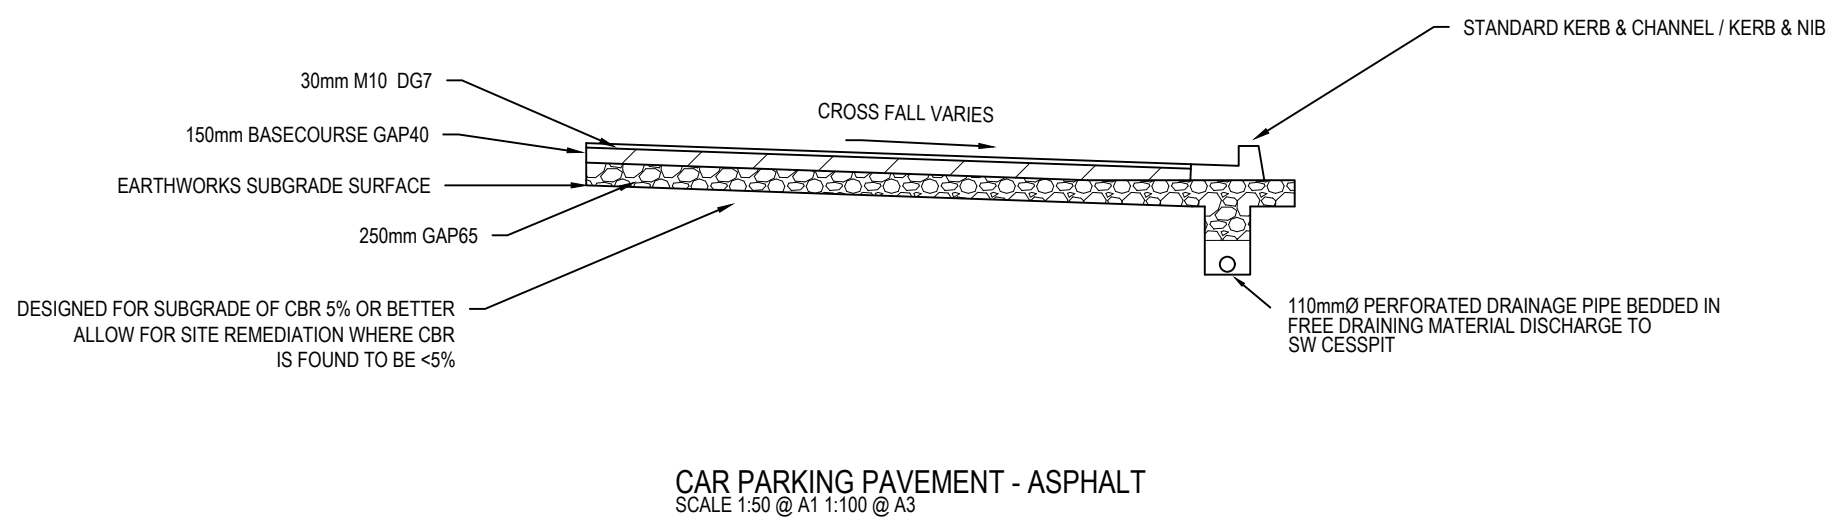 STANDARD KERB & CHANNEL / KERB & NIB
30mm M10 DG7
CROSS FALL VARIES
150mm BASECOURSE GAP40
EARTHWORKS SUBGRADE SURFACE
250mm GAP65
DESIGNED FOR SUBGRADE OF CBR 5% OR BETTER
ALLOW FOR SITE REMEDIATION WHERE CBR
IS FOUND TO BE <5%
110mmØ PERFORATED DRAINAGE PIPE BEDDED IN
FREE DRAINING MATERIAL DISCHARGE TO
SW CESSPIT
CAR PARKING PAVEMENT - ASPHALT
SCALE 1:50 @ A1 1:100 @ A3